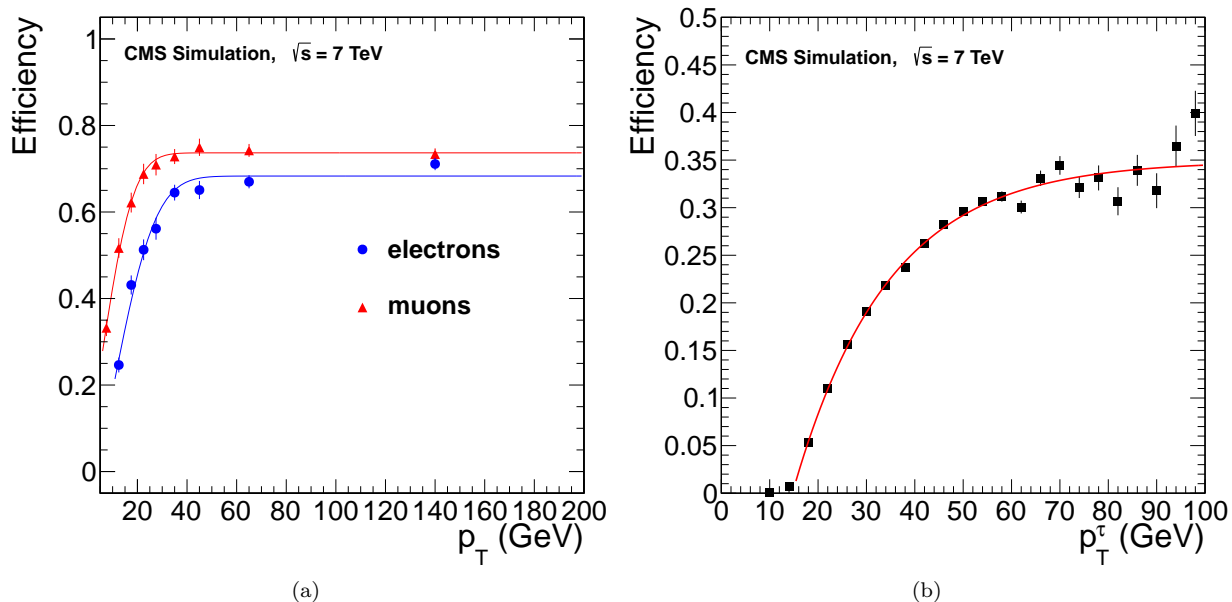 Efficiency
CMS Simulation, √s = 7 TeV
1
0.8
0.6
0.4
0.2
0
electrons
muons
20 40 60 80 100 120 140 160 180 200
p_T (GeV)
(a)
Efficiency
CMS Simulation, √s = 7 TeV
0.5
0.45
0.4
0.35
0.3
0.25
0.2
0.15
0.1
0.05
0
0 10 20 30 40 50 60 70 80 90 100
p_T^τ (GeV)
(b)